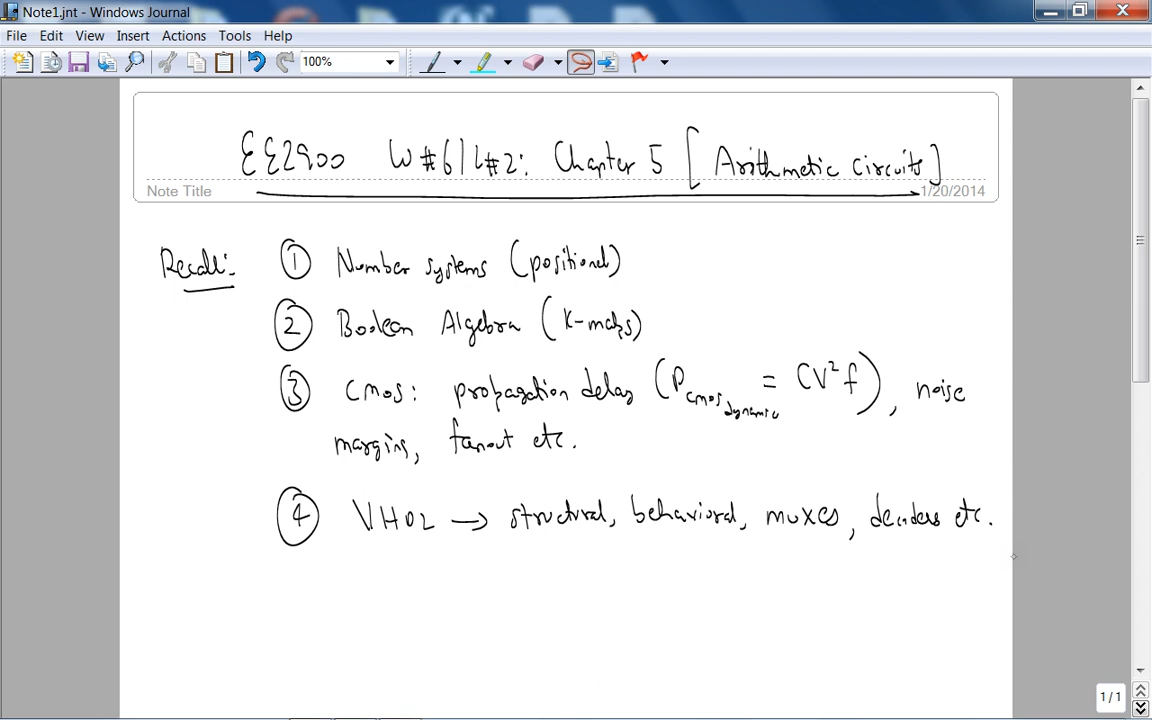 Note1.jnt - Windows Journal
File Edit View Insert Actions Tools Help
100%
EE2900 W#6/L#2: Chapter 5 [Arithmetic Circuits]
Note Title 1/20/2014
Recall: ① Number systems (positional)
② Boolean Algebra (K-maps)
③ CMOS: propagation delay (P CMOS dynamic = CV²f), noise
margins, fanout etc.
④ VHDL → structural, behavioral, muxes, decoders etc.
1 / 1